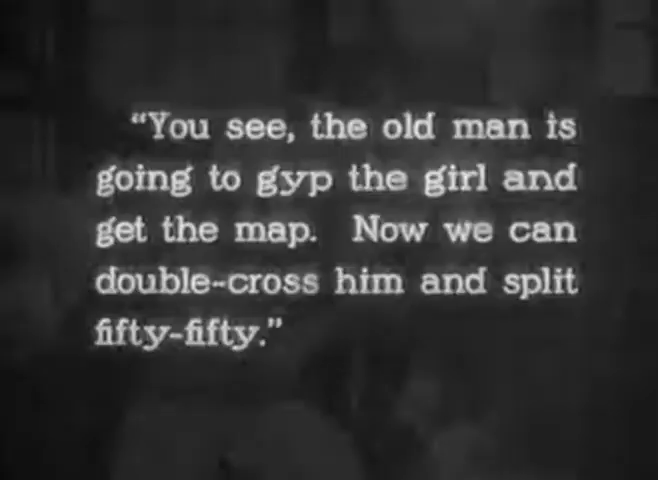 “You see, the old man is
going to gyp the girl and
get the map.  Now we can
double-cross him and split
fifty-fifty.”